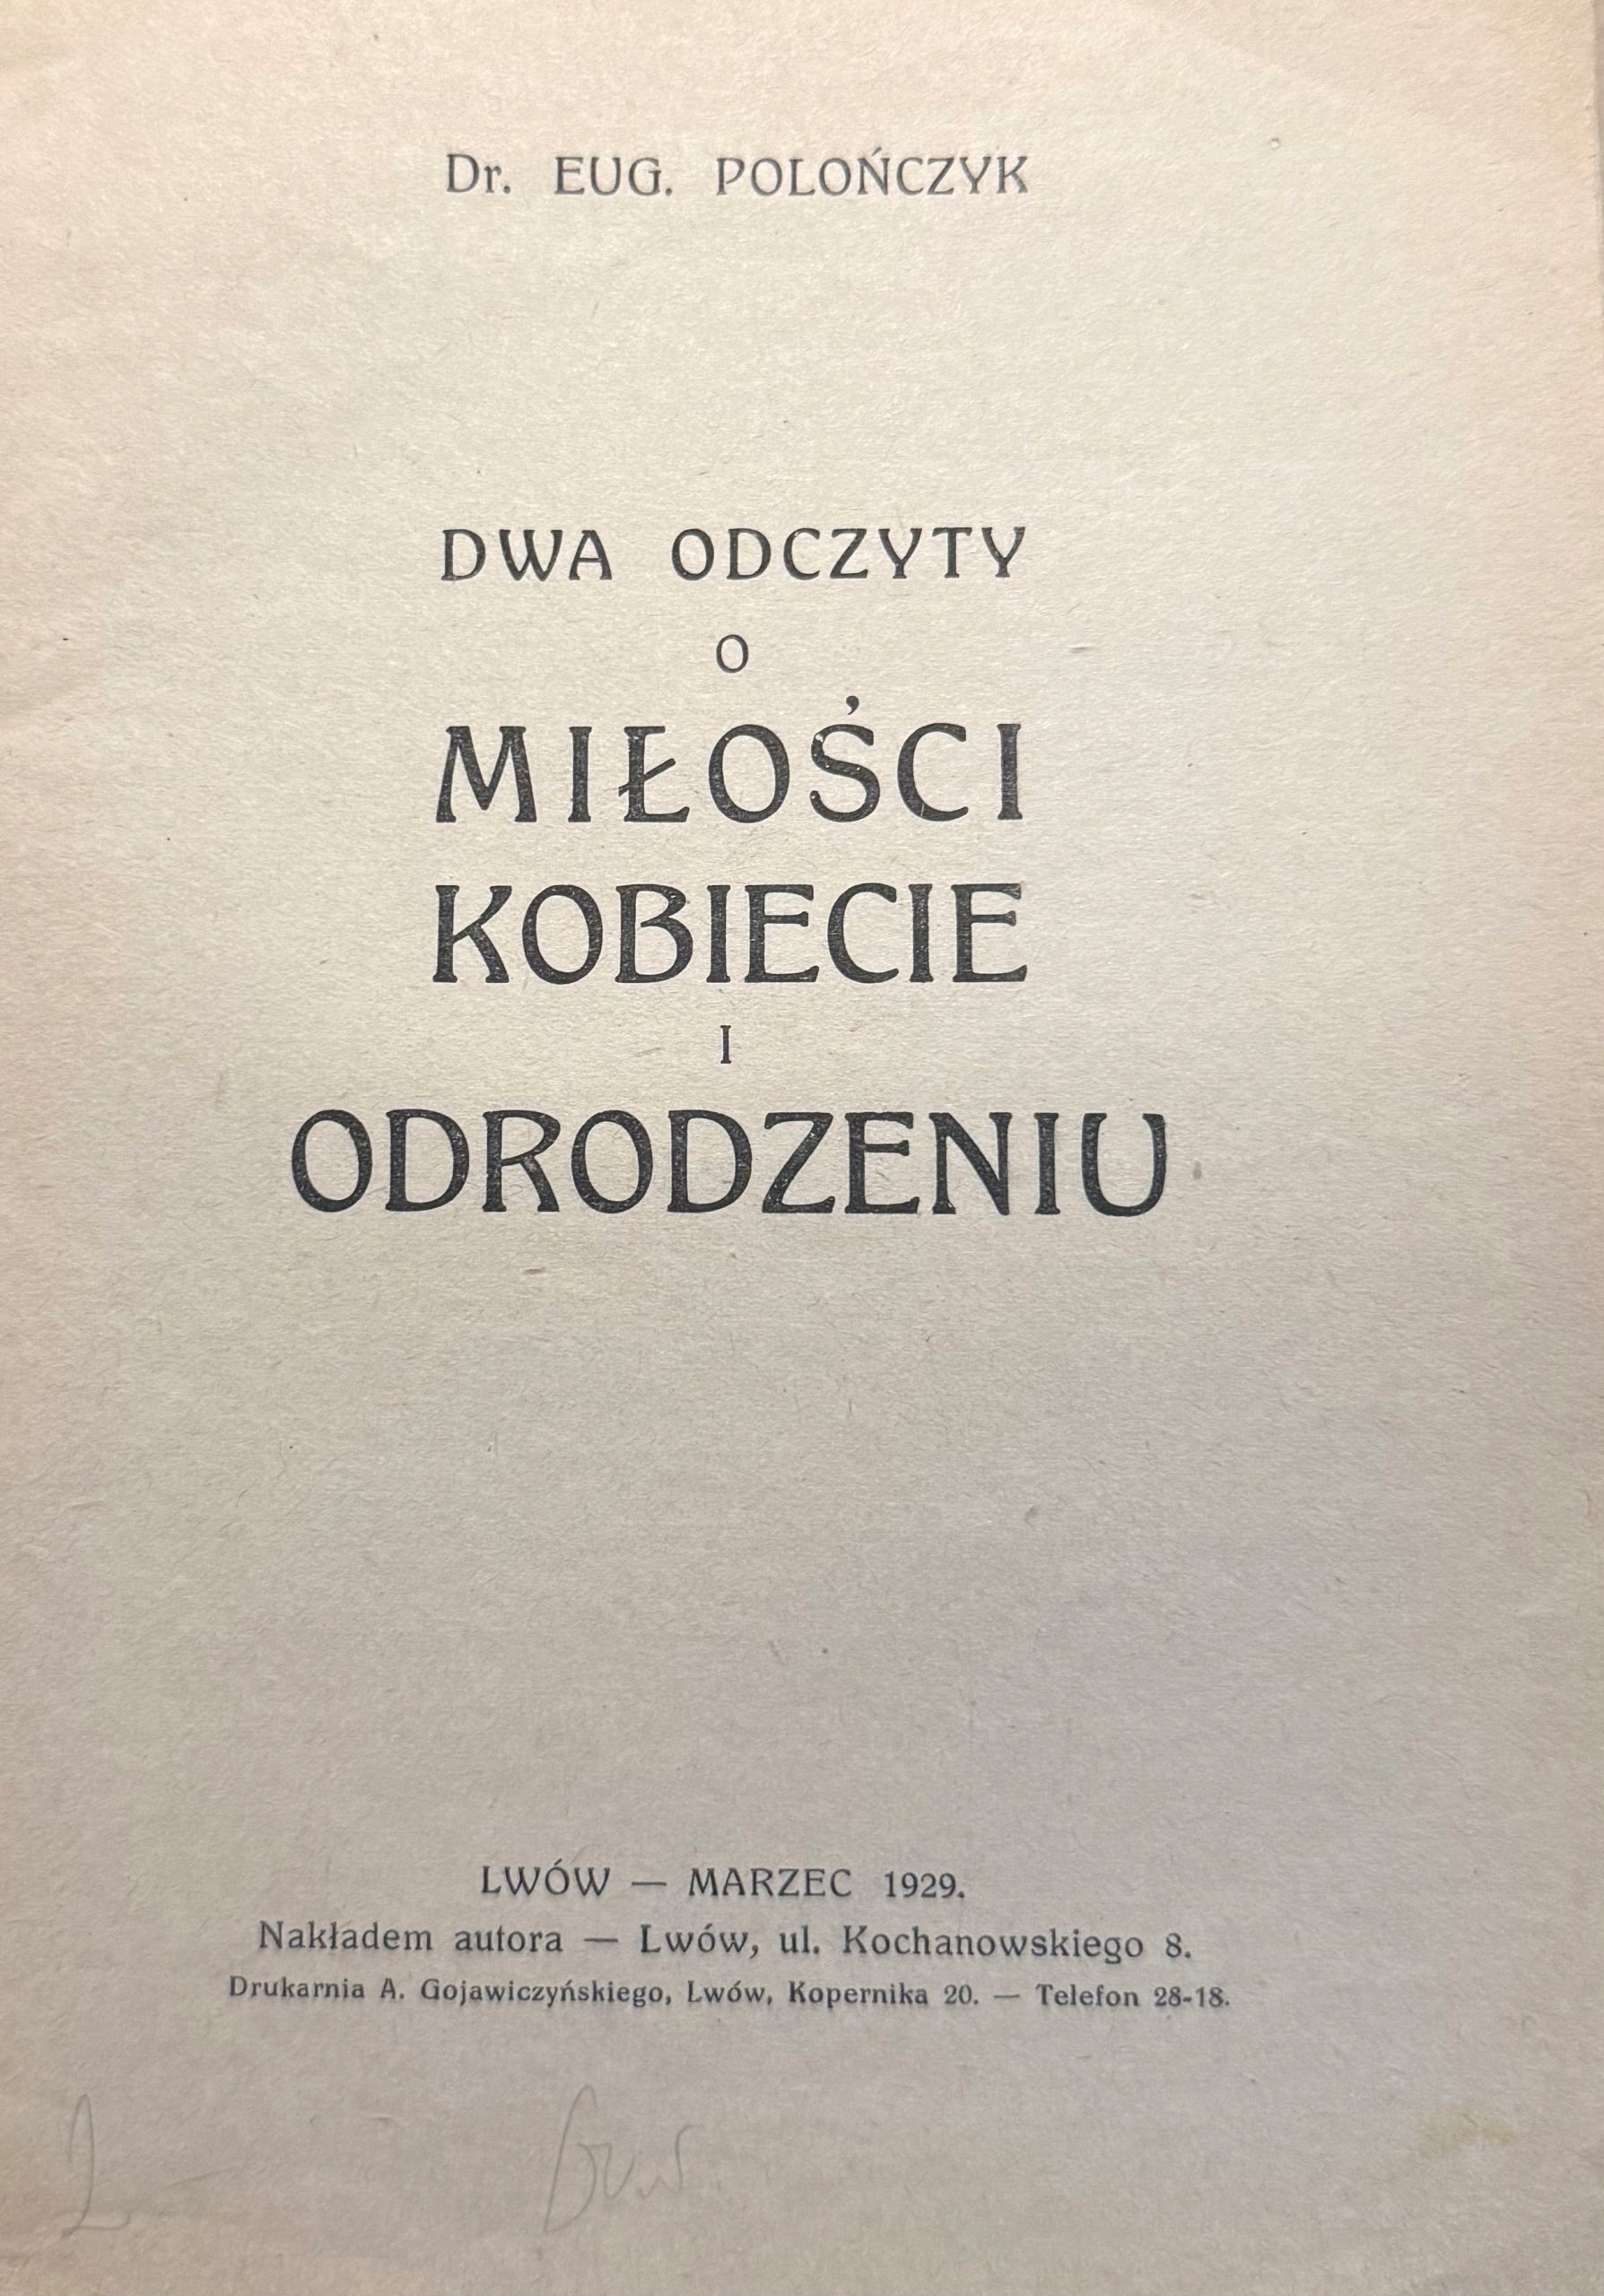 Dr. EUG. POLOŃCZYK
DWA ODCZYTY
O
MIŁOŚCI
KOBIECIE
I
ODRODZENIU
LWÓW — MARZEC 1929.
Nakładem autora — Lwów, ul. Kochanowskiego 8.
Drukarnia A. Gojawiczyńskiego, Lwów, Kopernika 20. — Telefon 28-18.